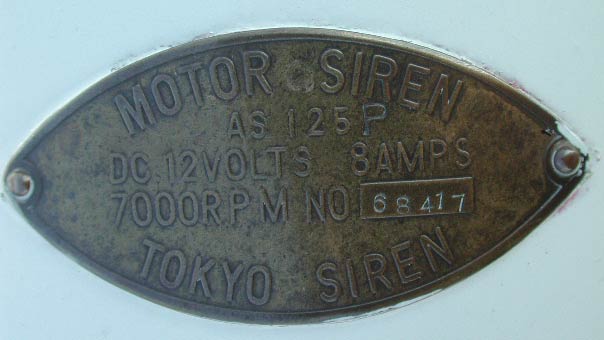 MOTOR SIREN
AS 125P
DC.12VOLTS 8AMPS
7000RPM NO 68417
TOKYO SIREN